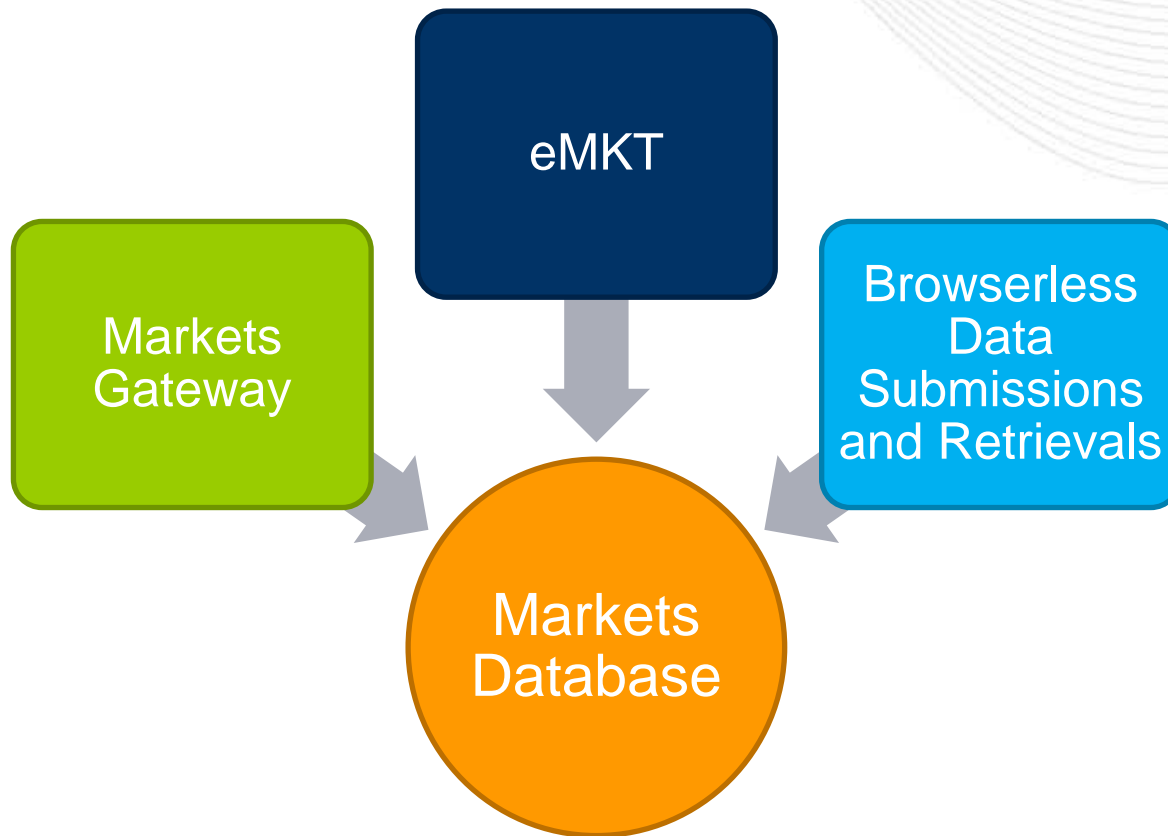 eMKT
Markets
Gateway
Browserless
Data
Submissions
and Retrievals
Markets
Database